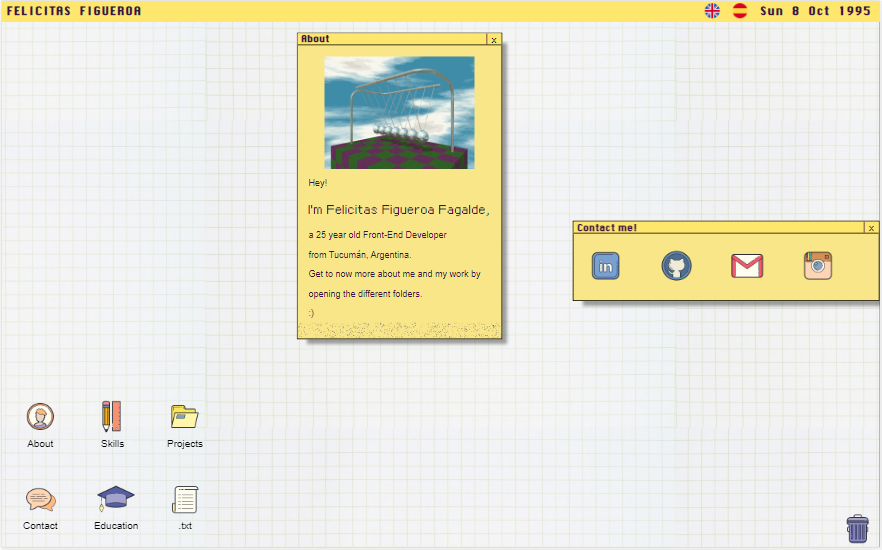 FELICITAS FIGUEROA
Sun 8 Oct 1995
About
x
Hey!
I'm Felicitas Figueroa Fagalde,
a 25 year old Front-End Developer
from Tucumán, Argentina.
Get to now more about me and my work by
opening the different folders.
:)
Contact me!
x
in
About
Skills
Projects
Contact
Education
.txt